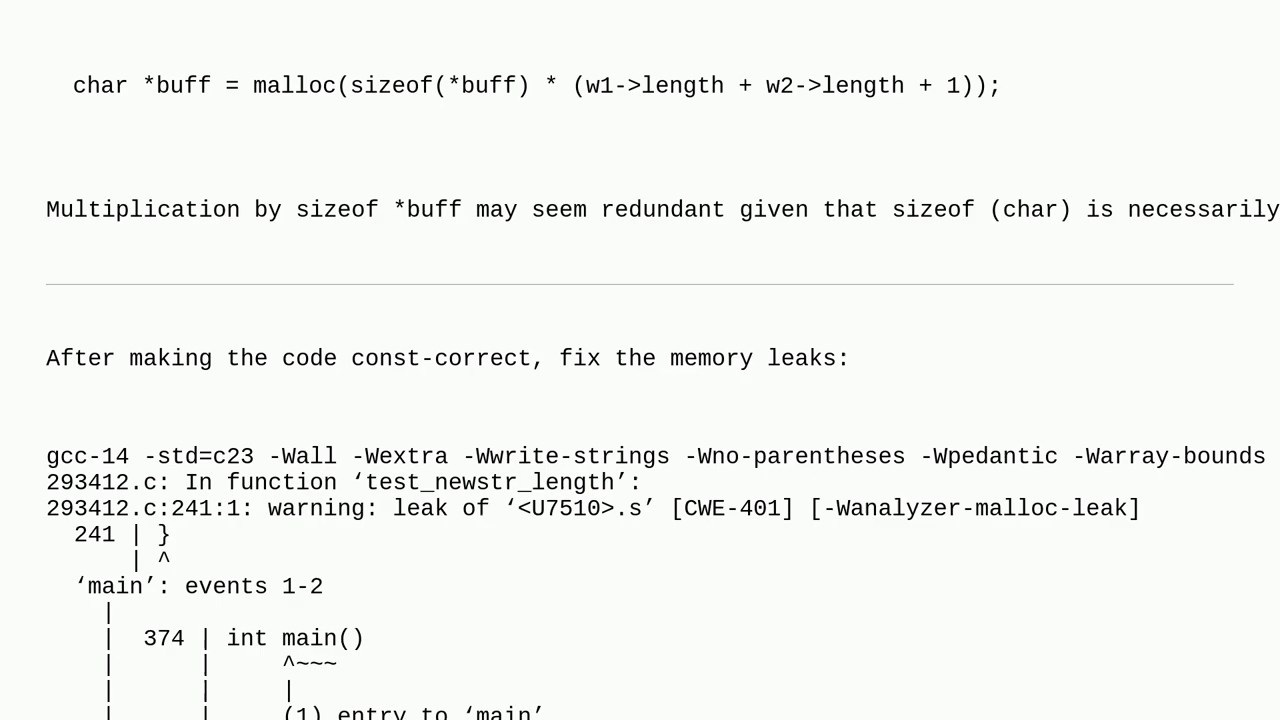 char *buff = malloc(sizeof(*buff) * (w1->length + w2->length + 1));
Multiplication by sizeof *buff may seem redundant given that sizeof (char) is necessarily
After making the code const-correct, fix the memory leaks:
gcc-14 -std=c23 -Wall -Wextra -Wwrite-strings -Wno-parentheses -Wpedantic -Warray-bounds
293412.c: In function ‘test_newstr_length’:
293412.c:241:1: warning: leak of ‘<U7510>.s’ [CWE-401] [-Wanalyzer-malloc-leak]
  241 | }
      | ^
  ‘main’: events 1-2
    |
    |  374 | int main()
    |      |     ^~~~
    |      |     |
    |      |     (1) entry to ‘main’